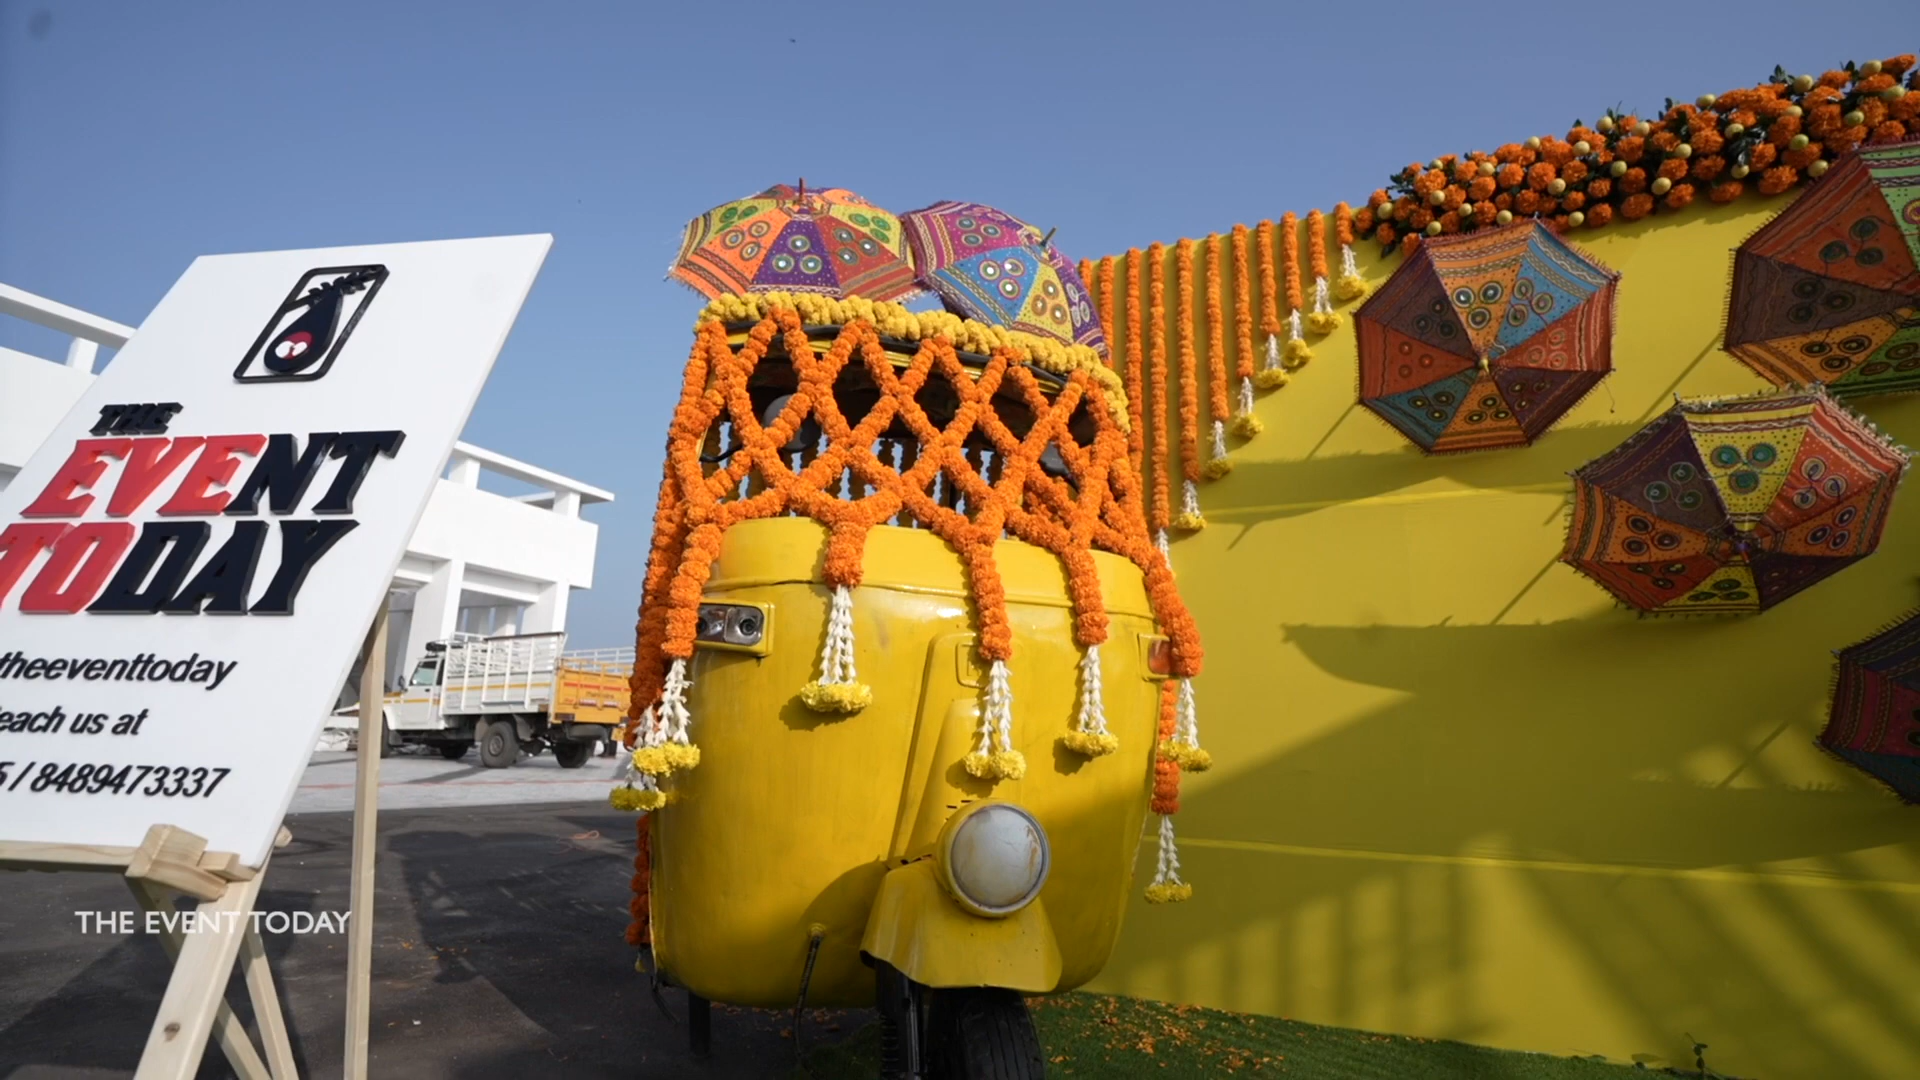 THE
EVENT
TODAY
theeventtoday
each us at
5 / 8489473337
THE EVENT TODAY